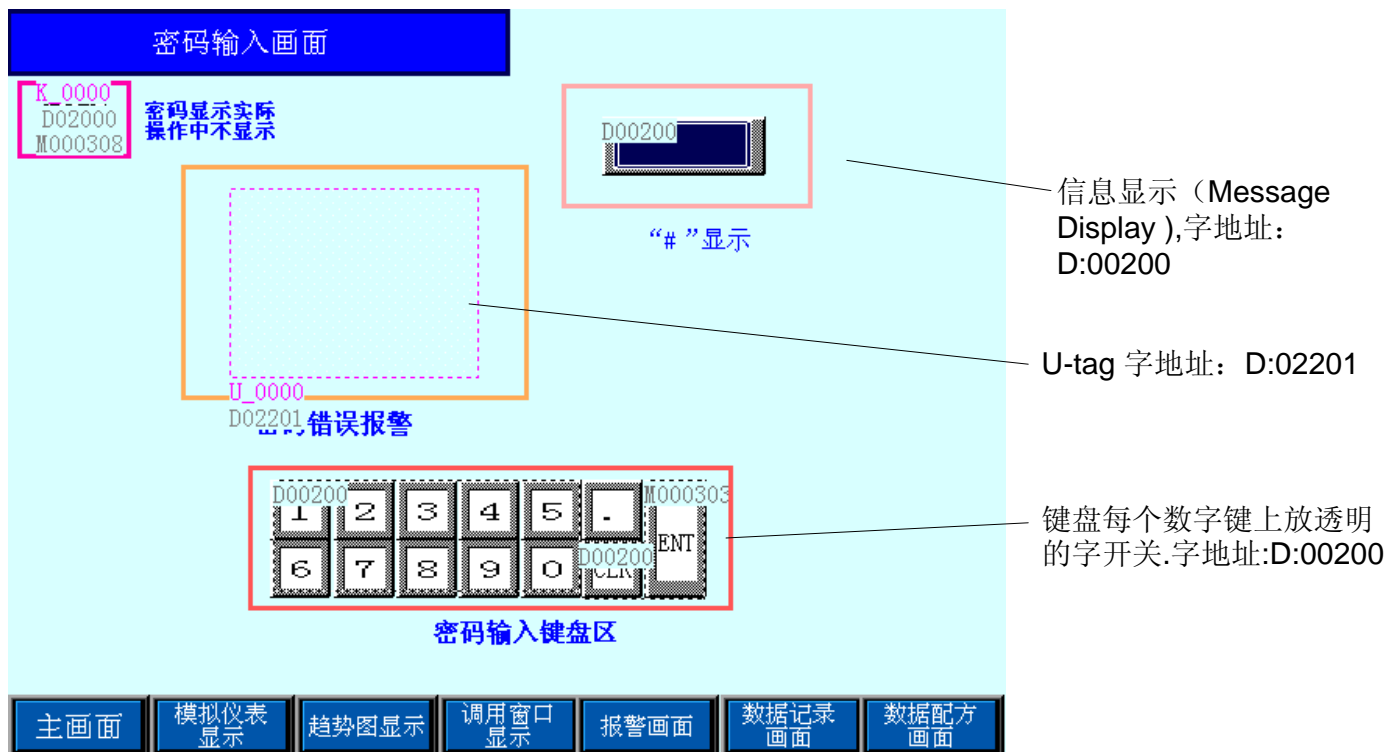 密码输入画面
K_0000
D02000
M000308
密码显示实际
操作中不显示
D00200
“# ”显示
信息显示（Message
Display ),字地址：
D:00200
U_0000
D02201
错误报警
U-tag 字地址：D:02201
D00200
M000303
1 2 3 4 5 . ENT
6 7 8 9 0
D00200
键盘每个数字键上放透明
的字开关.字地址:D:00200
密码输入键盘区
主画面
模拟仪表
显示
趋势图显示
调用窗口
显示
报警画面
数据记录
画面
数据配方
画面